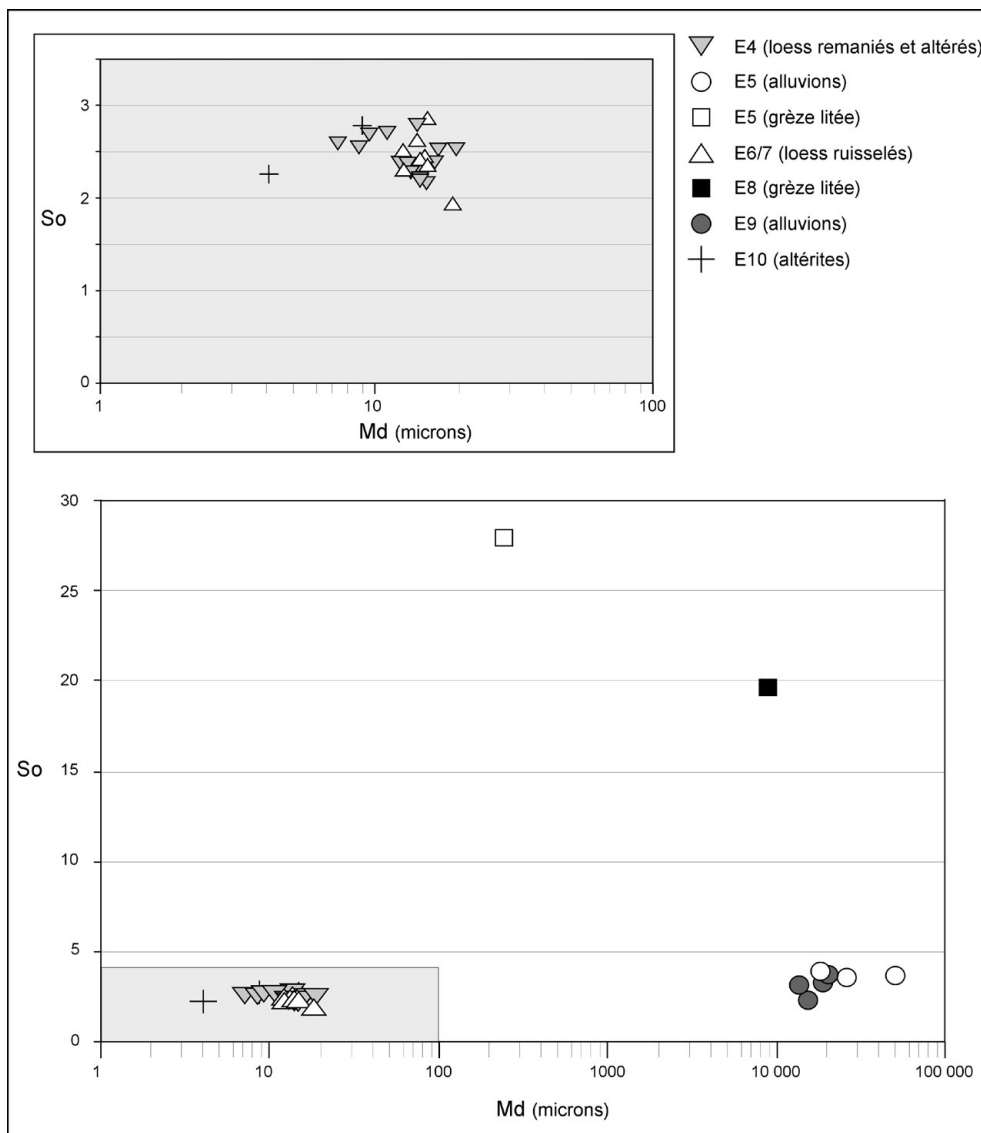 3
2
So
1
0
1
10
100
Md (microns)
E4 (loess remaniés et altérés)
E5 (alluvions)
E5 (grèze litée)
E6/7 (loess ruisselés)
E8 (grèze litée)
E9 (alluvions)
E10 (altérites)
30
25
20
15
So
10
5
0
1
10
100
1000
10 000
100 000
Md (microns)